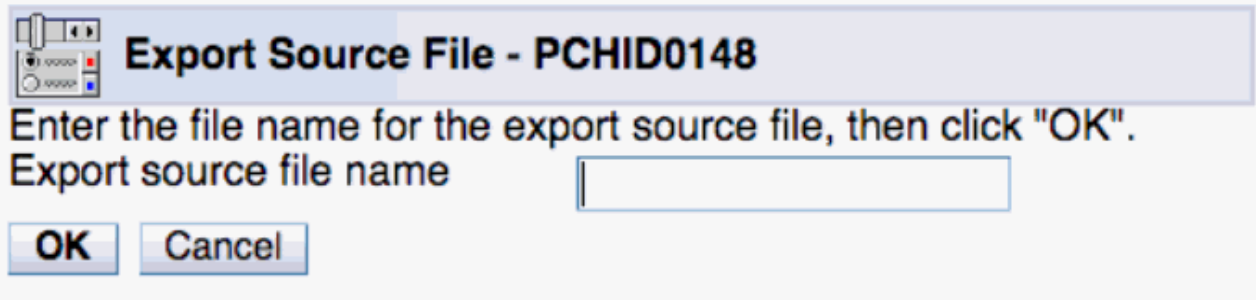 Export Source File - PCHID0148
Enter the file name for the export source file, then click "OK".
Export source file name
OK Cancel